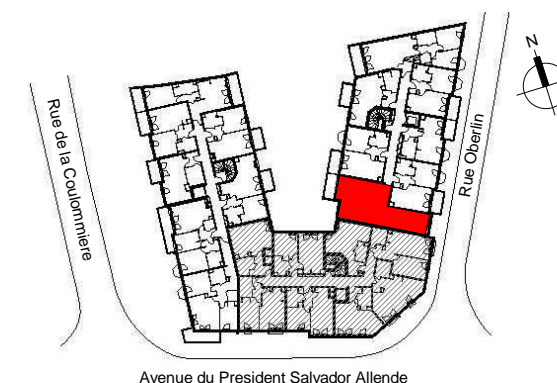 N
Rue de la Coulommiere
Rue Oberlin
Avenue du President Salvador Allende